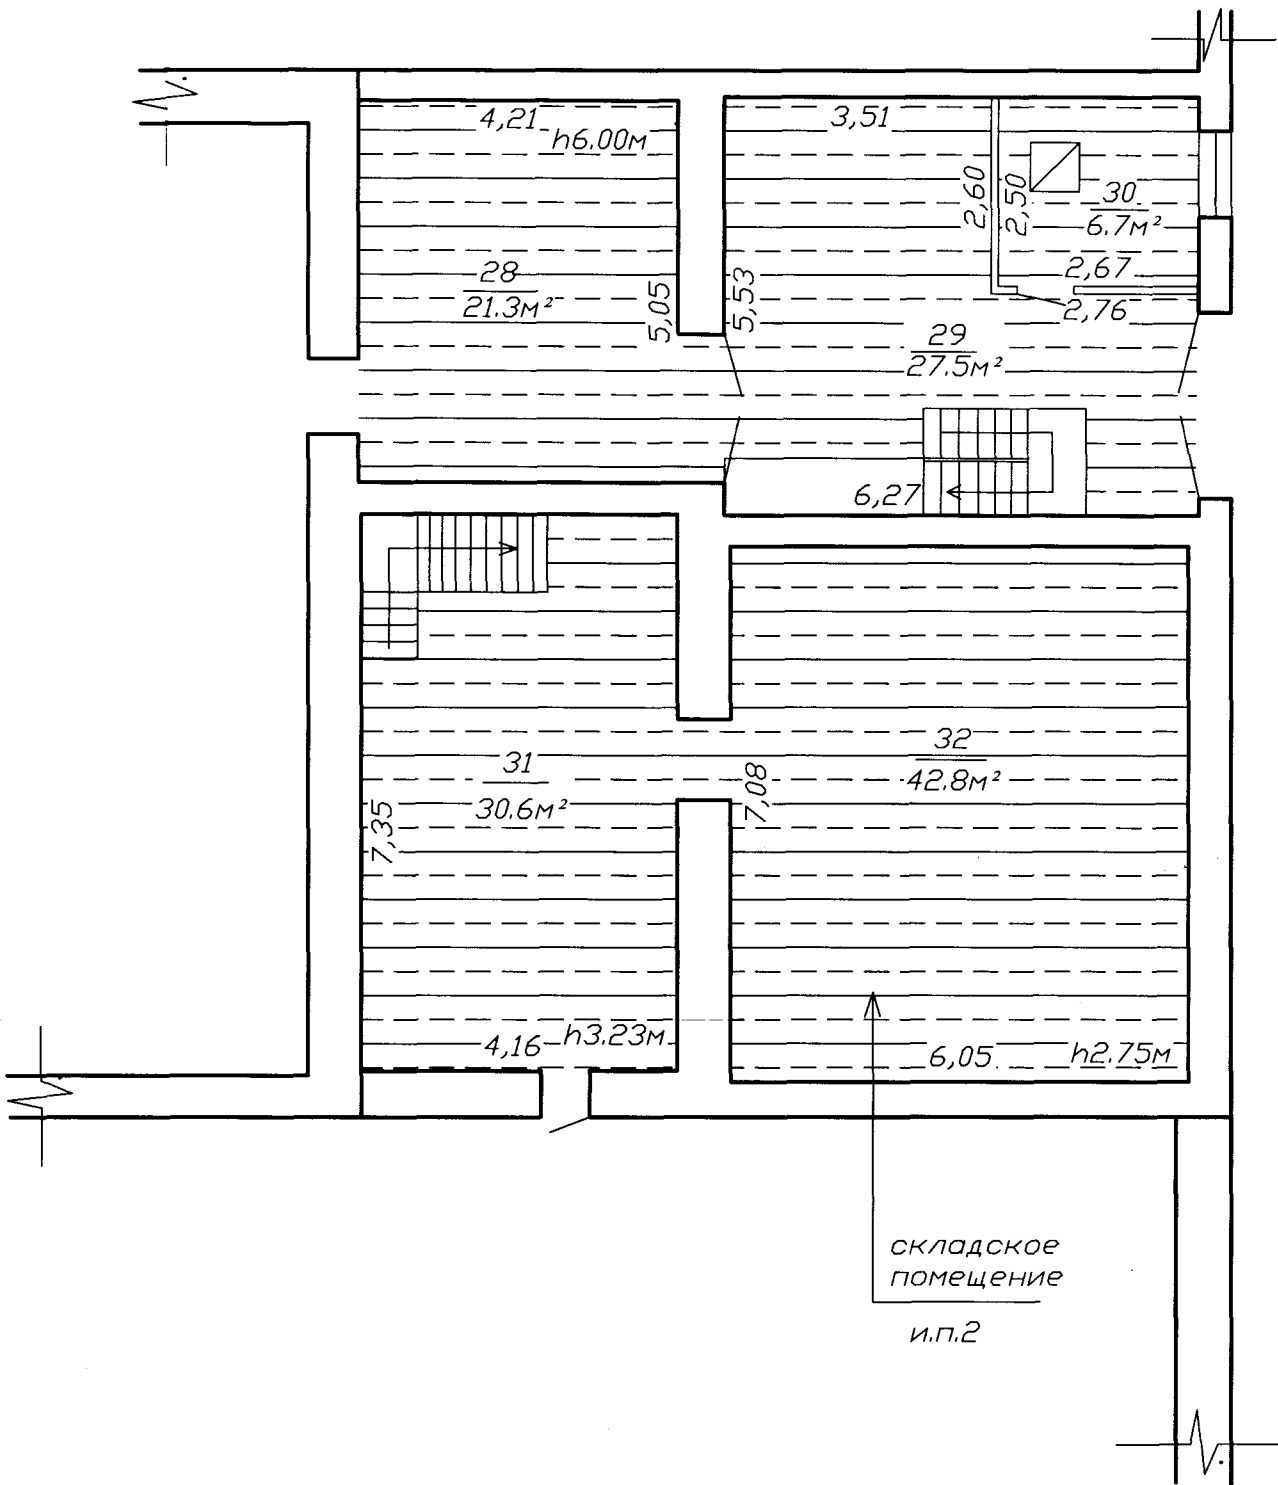 4,21
h6.00м
3,51
2,60
2,50
30
6.7м²
2,67
2,76
28
21.3м²
5,05
5,53
29
27.5м²
6,27
31
30.6м²
7,35
32
42.8м²
7,08
4,16
h3.23м
6,05
h2.75м
складское
помещение
и.п.2